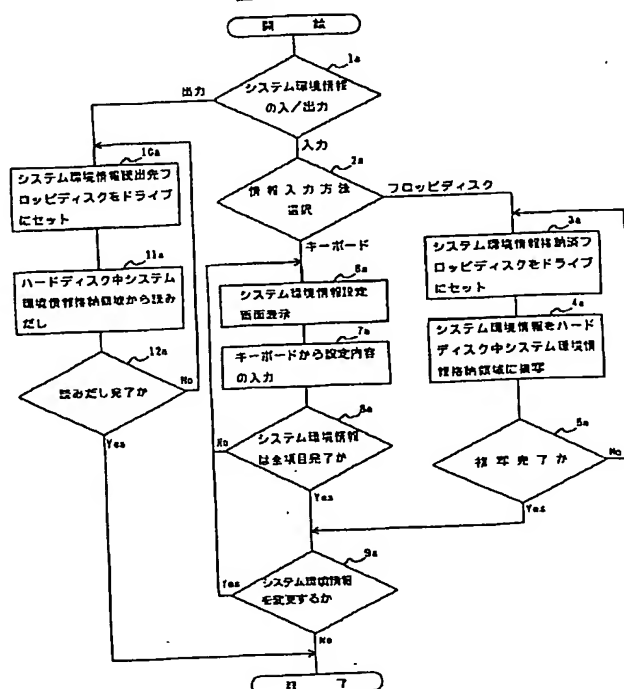 開始
1a
システム環境情報
の入/出力
出力
入力
10a
システム環境情報読出先フ
ロッピディスクをドライブ
にセット
2a
情報入力方法
選択
フロッピディスク
キーボード
3a
システム環境情報格納済フ
ロッピディスクをドライブ
にセット
11a
ハードディスク中システム
環境情報格納領域から読み
だし
6a
システム環境情報設定
画面表示
4a
システム環境情報をハード
ディスク中システム環境情
報格納領域に複写
7a
キーボードから設定内容
の入力
12a
読みだし完了か
No
Yes
8a
システム環境情報
は全項目完了か
No
Yes
5a
複写完了か
No
Yes
9a
システム環境情報
を変更するか
Yes
No
終了